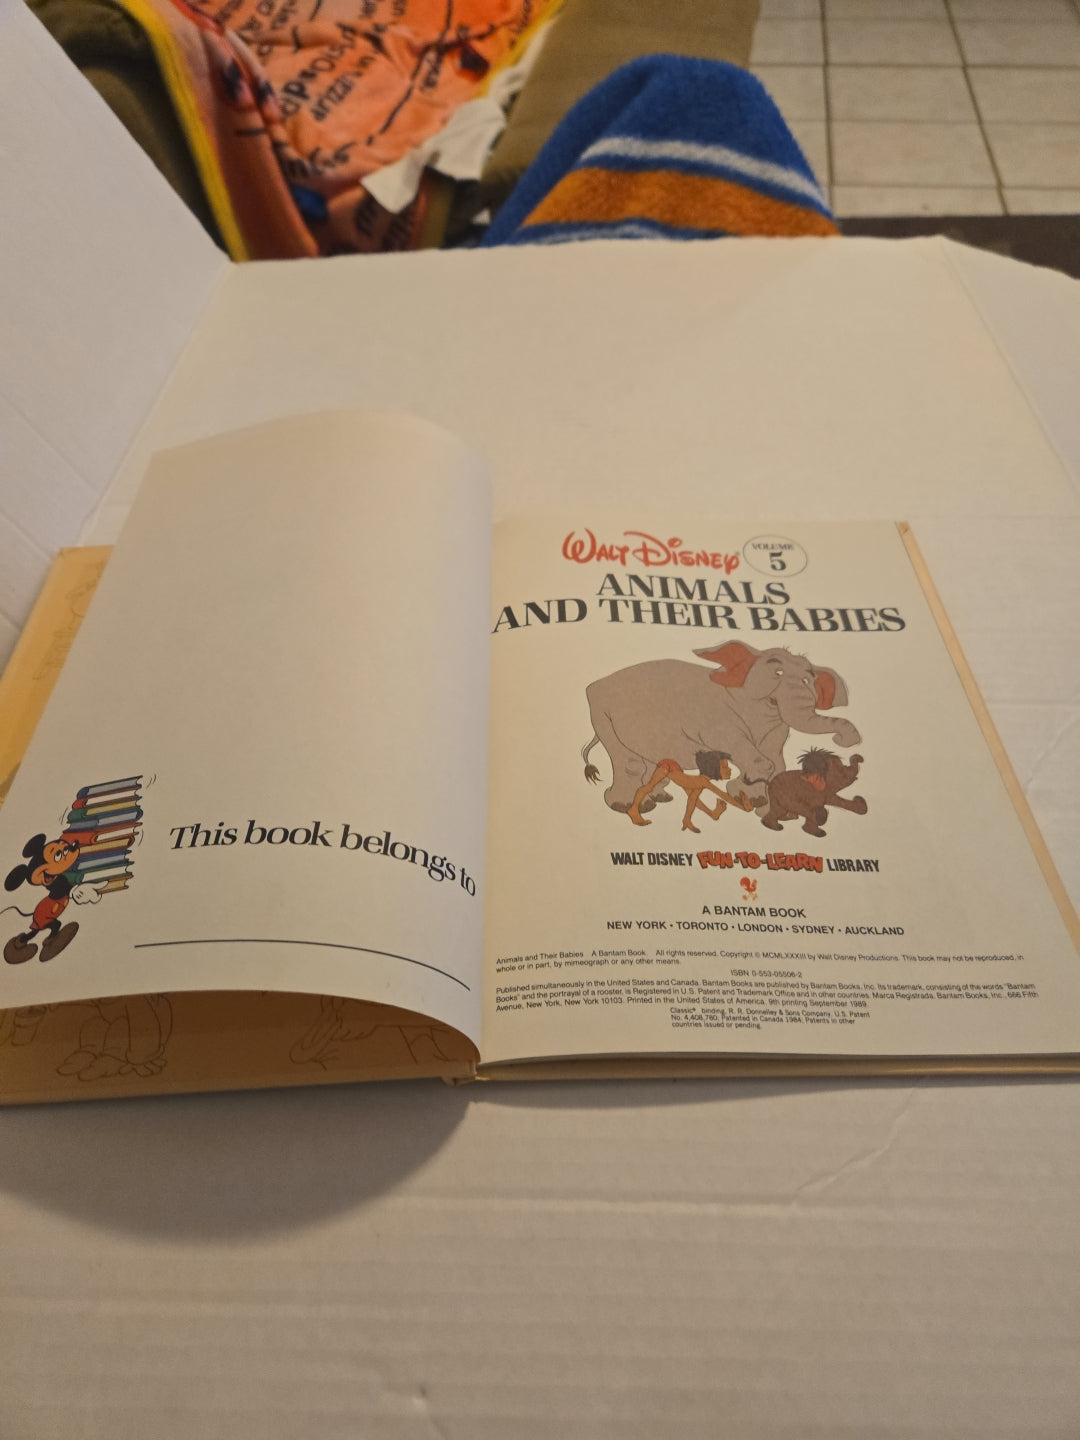 This book belongs to
WALT DISNEY
VOLUME
5
ANIMALS
AND THEIR BABIES
WALT DISNEY FUN-TO-LEARN LIBRARY
A BANTAM BOOK
NEW YORK • TORONTO • LONDON • SYDNEY • AUCKLAND
Animals and Their Babies A Bantam Book. All rights reserved. Copyright © MCMLXXXIII by Walt Disney Productions. This book may not be reproduced, in
whole or in part, by mimeograph or any other means.
ISBN 0-553-05506-2
Published simultaneously in the United States and Canada. Bantam Books are published by Bantam Books, Inc. Its trademark, consisting of the words "Bantam
Books" and the portrayal of a rooster, is Registered in U.S. Patent and Trademark Office and in other countries. Marca Registrada. Bantam Books, Inc., 666 Fifth
Avenue, New York, New York 10103. Printed in the United States of America. 9th printing September 1989.
Classic® binding, R. R. Donnelley & Sons Company. U.S. Patent
No. 4,408,780; Patented in Canada 1984; Patents in other
countries issued or pending.